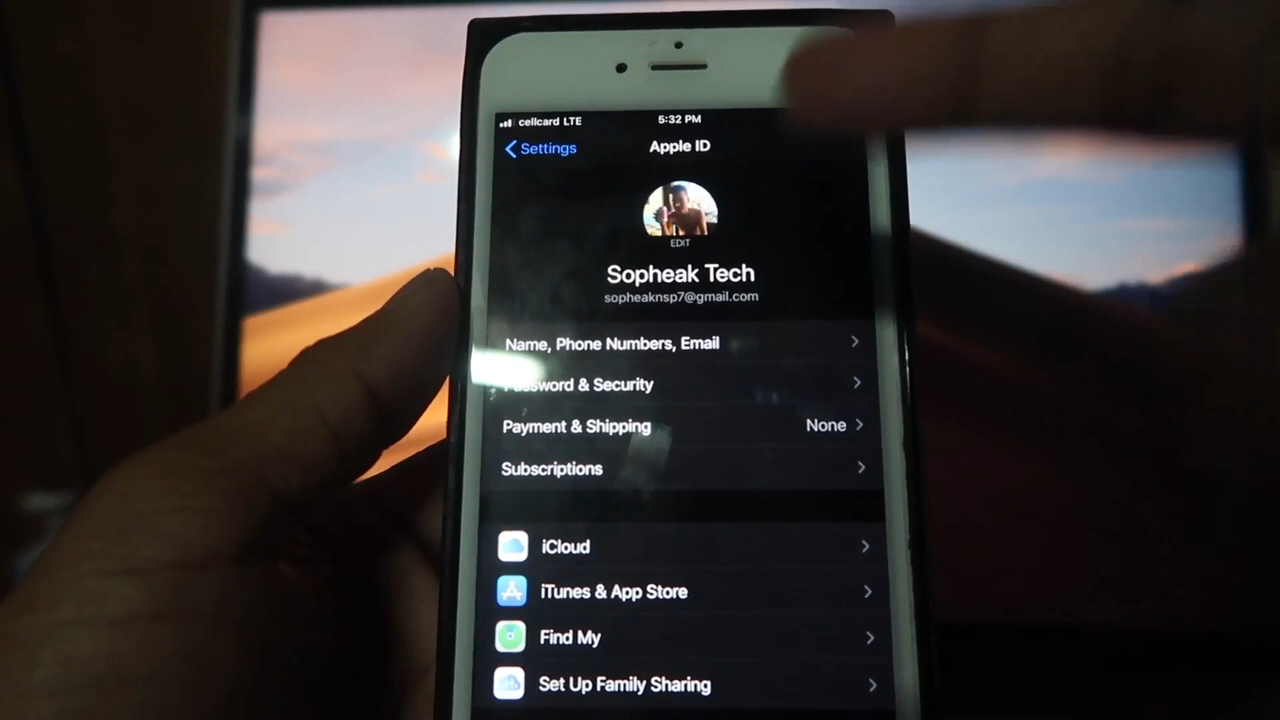 cellcard LTE 5:32 PM
Settings Apple ID
EDIT
Sopheak Tech
sopheaknsp7@gmail.com
Name, Phone Numbers, Email
Password & Security
Payment & Shipping None
Subscriptions
iCloud
iTunes & App Store
Find My
Set Up Family Sharing